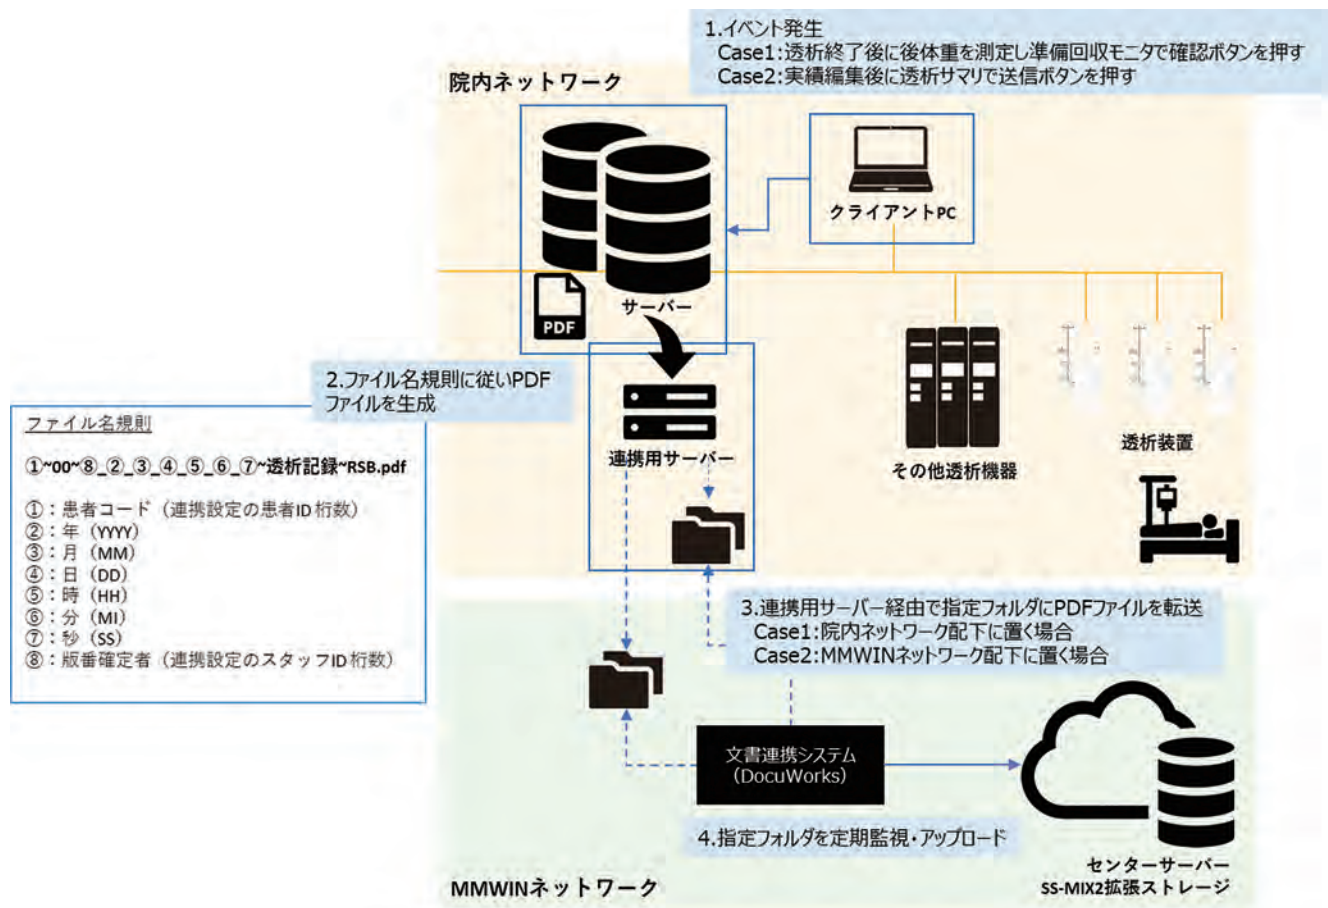 1.イベント発生
Case1:透析終了後に後体重を測定し準備回収モニタで確認ボタンを押す
Case2:実績編集後に透析サマリで送信ボタンを押す
院内ネットワーク
クライアントPC
サーバー
PDF
2.ファイル名規則に従いPDF
ファイルを生成
ファイル名規則
①~00~⑧_②_③_④_⑤_⑥_⑦~透析記録~RSB.pdf
①：患者コード（連携設定の患者ID桁数）
②：年（YYYY）
③：月（MM）
④：日（DD）
⑤：時（HH）
⑥：分（MI）
⑦：秒（SS）
⑧：版番確定者（連携設定のスタッフID桁数）
連携用サーバー
その他透析機器
透析装置
3.連携用サーバー経由で指定フォルダにPDFファイルを転送
Case1:院内ネットワーク配下に置く場合
Case2:MMWINネットワーク配下に置く場合
文書連携システム
（DocuWorks）
4.指定フォルダを定期監視・アップロード
センターサーバー
SS-MIX2拡張ストレージ
MMWINネットワーク